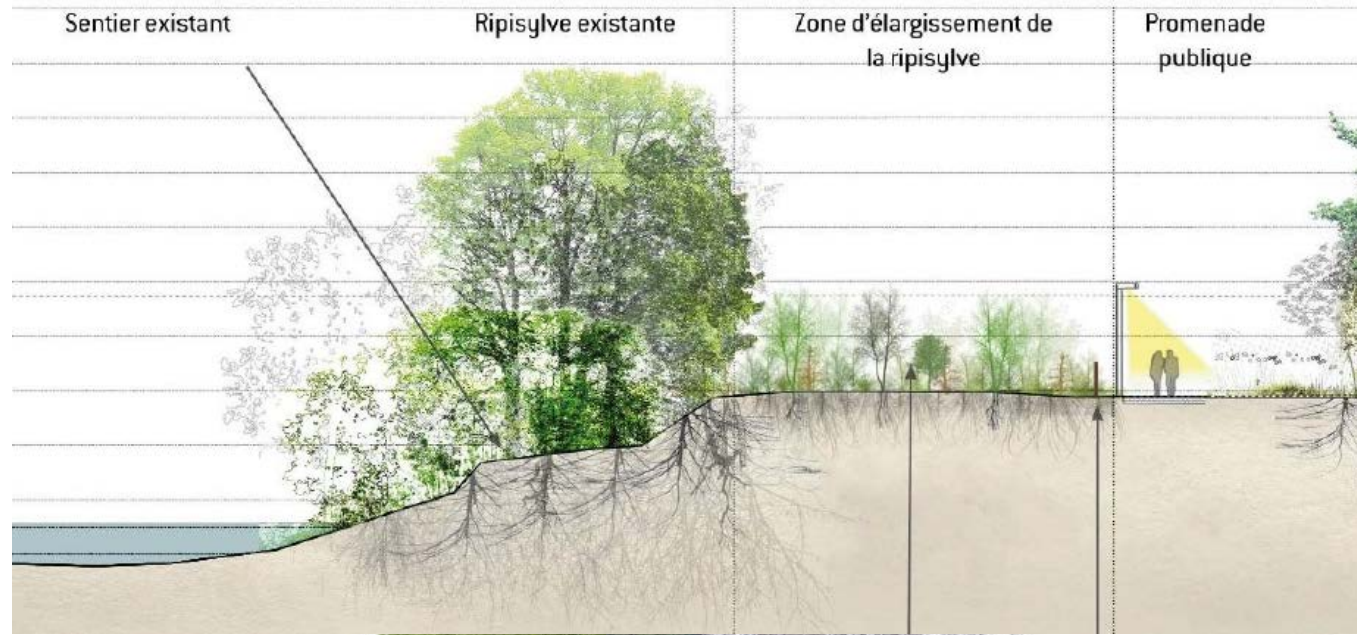 Sentier existant
Ripisylve existante
Zone d'élargissement de
la ripisylve
Promenade
publique